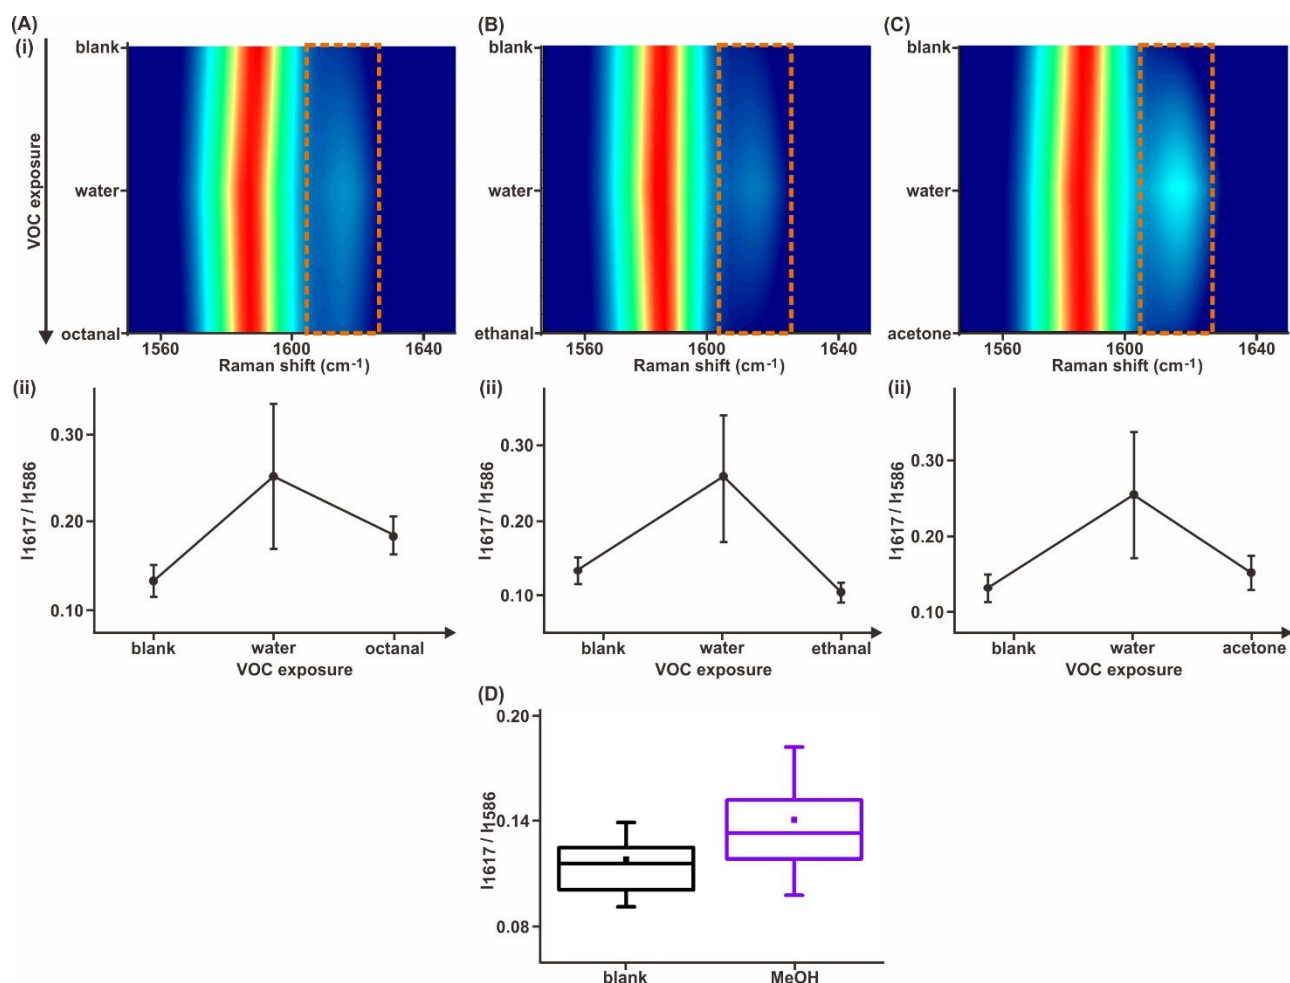 (A)
(i)
VOC exposure
blank
water
octanal
1560
1600
1640
Raman shift (cm⁻¹)
(B)
blank
water
ethanal
1560
1600
1640
Raman shift (cm⁻¹)
(C)
blank
water
acetone
1560
1600
1640
Raman shift (cm⁻¹)
(ii)
I1617 / I1586
0.30
0.20
0.10
blank
water
octanal
VOC exposure
(ii)
I1617 / I1586
0.30
0.20
0.10
blank
water
ethanal
VOC exposure
(ii)
I1617 / I1586
0.30
0.20
0.10
blank
water
acetone
VOC exposure
(D)
I1617 / I1586
0.20
0.14
0.08
blank
MeOH